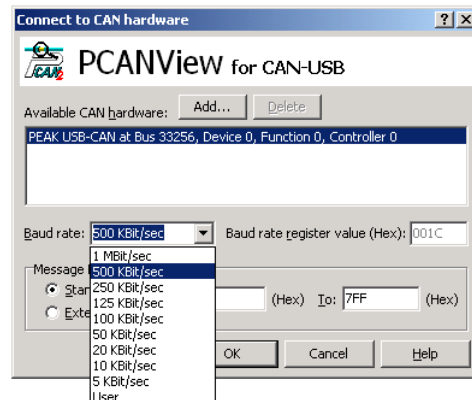 Connect to CAN hardware
PCANView for CAN-USB
Available CAN hardware: Add... Delete
PEAK USB-CAN at Bus 33256, Device 0, Function 0, Controller 0
Baud rate: 500 KBit/sec Baud rate register value (Hex): 001C
1 MBit/sec
500 KBit/sec
250 KBit/sec
125 KBit/sec
100 KBit/sec
50 KBit/sec
20 KBit/sec
10 KBit/sec
5 KBit/sec
User
Message
(Hex) To: 7FF (Hex)
OK Cancel Help